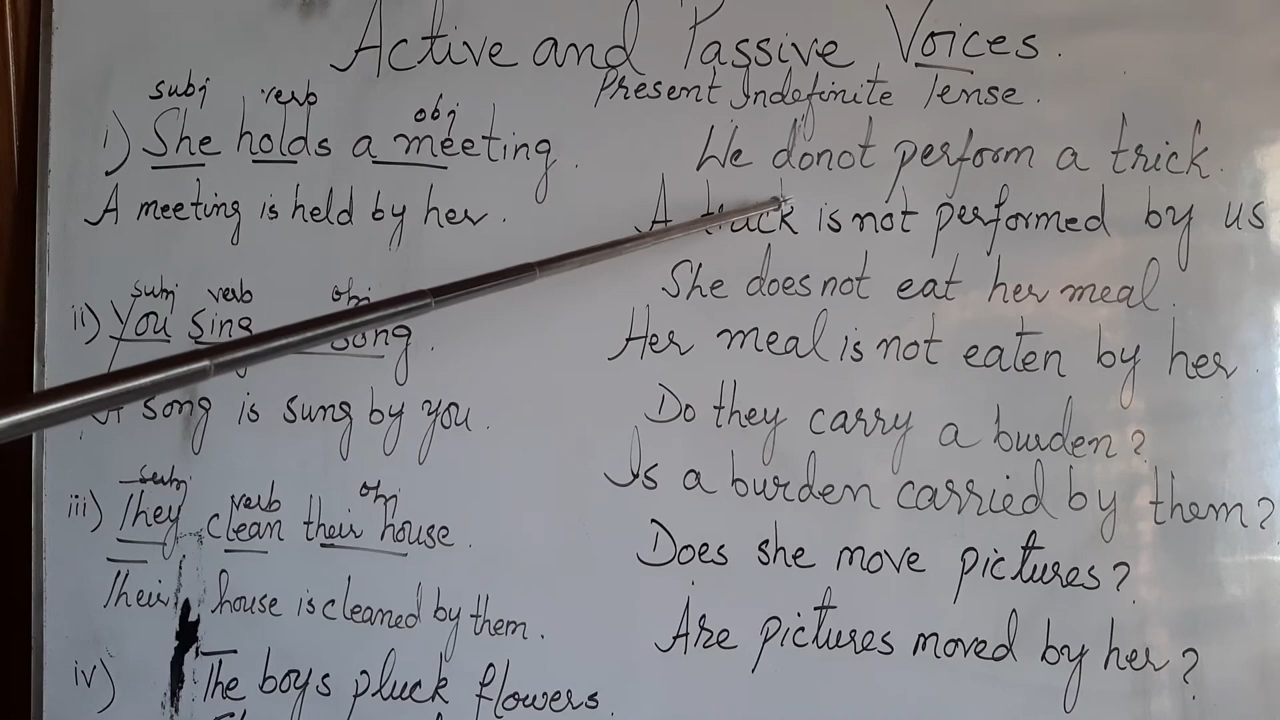 Active and Passive Voices.
Present Indefinite Tense.
subj verb obj
i) She holds a meeting.
A meeting is held by her.
subj verb obj
ii) You sing song.
song is sung by you.
subj verb obj
iii) They clean their house.
Their house is cleaned by them.
iv) The boys pluck flowers.
We donot perform a trick.
A is not performed by us
She does not eat her meal.
Her meal is not eaten by her.
Do they carry a burden?
Is a burden carried by them?
Does she move pictures?
Are pictures moved by her?